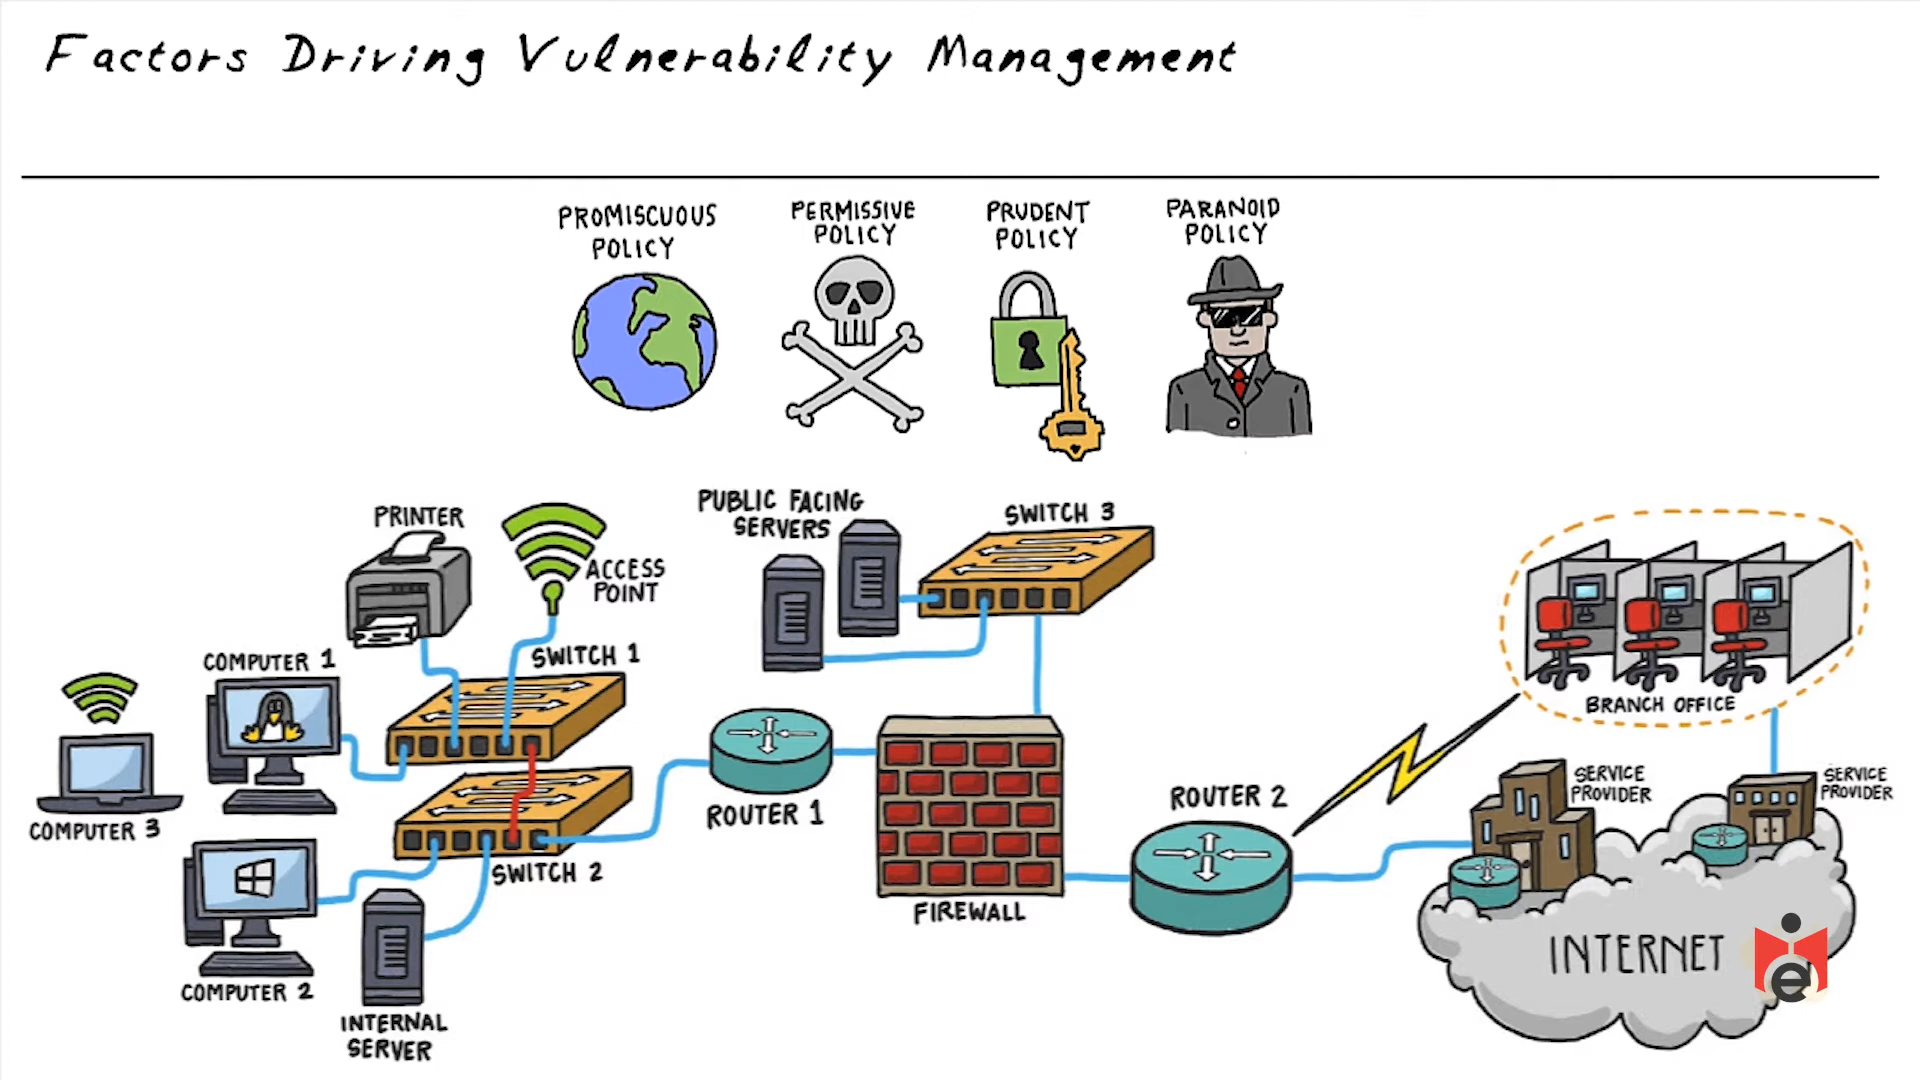 Factors Driving Vulnerability Management
PROMISCUOUS
POLICY
PERMISSIVE
POLICY
PRUDENT
POLICY
PARANOID
POLICY
PRINTER
ACCESS
POINT
PUBLIC FACING
SERVERS
SWITCH 3
COMPUTER 1
SWITCH 1
COMPUTER 3
ROUTER 1
SWITCH 2
COMPUTER 2
INTERNAL
SERVER
FIREWALL
ROUTER 2
BRANCH OFFICE
SERVICE
PROVIDER
SERVICE
PROVIDER
INTERNET
e